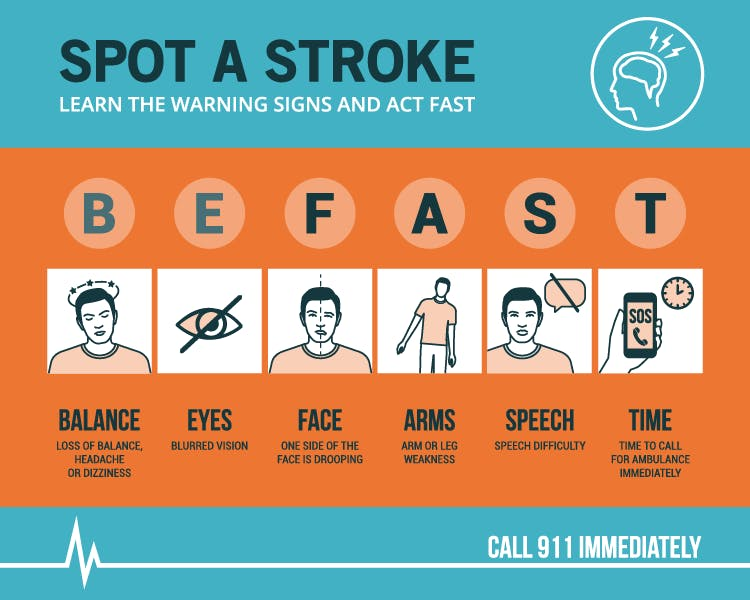 SPOT A STROKE
LEARN THE WARNING SIGNS AND ACT FAST
B E F A S T
SOS
BALANCE
LOSS OF BALANCE,
HEADACHE
OR DIZZINESS
EYES
BLURRED VISION
FACE
ONE SIDE OF THE
FACE IS DROOPING
ARMS
ARM OR LEG
WEAKNESS
SPEECH
SPEECH DIFFICULTY
TIME
TIME TO CALL
FOR AMBULANCE
IMMEDIATELY
CALL 911 IMMEDIATELY